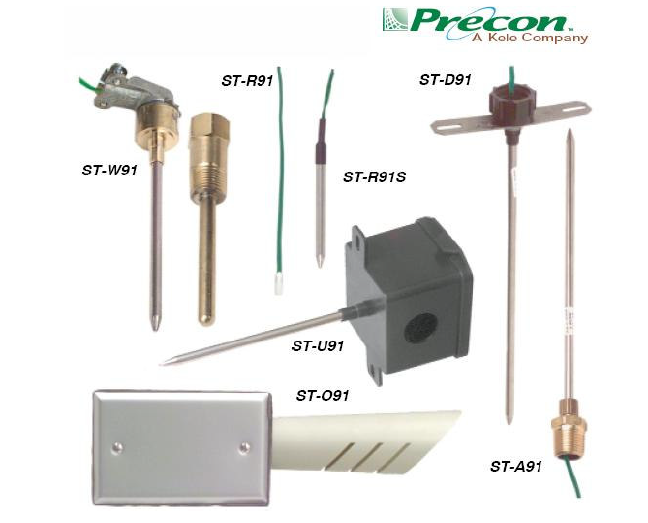 Precon
A Kele Company
ST-R91
ST-D91
ST-W91
ST-R91S
ST-U91
ST-O91
ST-A91